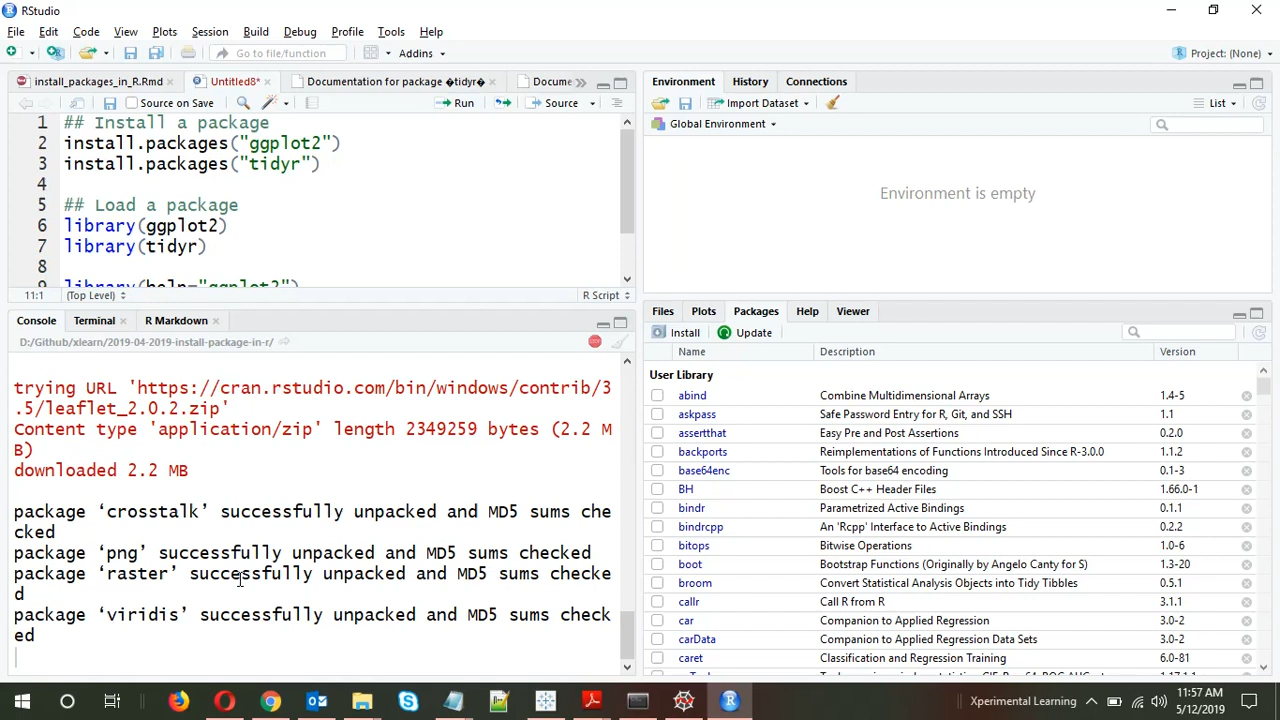 RStudio
File Edit Code View Plots Session Build Debug Profile Tools Help
Go to file/function Addins Project: (None)
install_packages_in_R.Rmd Untitled8* Documentation for package �tidyr� Docume
Source on Save Run Source
1 ## Install a package
2 install.packages("ggplot2")
3 install.packages("tidyr")
4
5 ## Load a package
6 library(ggplot2)
7 library(tidyr)
8
9 library(help="ggplot2")
11:1 (Top Level) R Script
Console Terminal R Markdown
D:/Github/xlearn/2019-04-2019-install-package-in-r/
trying URL 'https://cran.rstudio.com/bin/windows/contrib/3
.5/leaflet_2.0.2.zip'
Content type 'application/zip' length 2349259 bytes (2.2 M
B)
downloaded 2.2 MB
package ‘crosstalk’ successfully unpacked and MD5 sums che
cked
package ‘png’ successfully unpacked and MD5 sums checked
package ‘raster’ successfully unpacked and MD5 sums checke
d
package ‘viridis’ successfully unpacked and MD5 sums check
ed
Environment History Connections
Import Dataset List
Global Environment
Environment is empty
Files Plots Packages Help Viewer
Install Update
Name Description Version
User Library
abind Combine Multidimensional Arrays 1.4-5
askpass Safe Password Entry for R, Git, and SSH 1.1
assertthat Easy Pre and Post Assertions 0.2.0
backports Reimplementations of Functions Introduced Since R-3.0.0 1.1.2
base64enc Tools for base64 encoding 0.1-3
BH Boost C++ Header Files 1.66.0-1
bindr Parametrized Active Bindings 0.1.1
bindrcpp An 'Rcpp' Interface to Active Bindings 0.2.2
bitops Bitwise Operations 1.0-6
boot Bootstrap Functions (Originally by Angelo Canty for S) 1.3-20
broom Convert Statistical Analysis Objects into Tidy Tibbles 0.5.1
callr Call R from R 3.1.1
car Companion to Applied Regression 3.0-2
carData Companion to Applied Regression Data Sets 3.0-2
caret Classification and Regression Training 6.0-81
Xperimental Learning 11:57 AM
5/12/2019